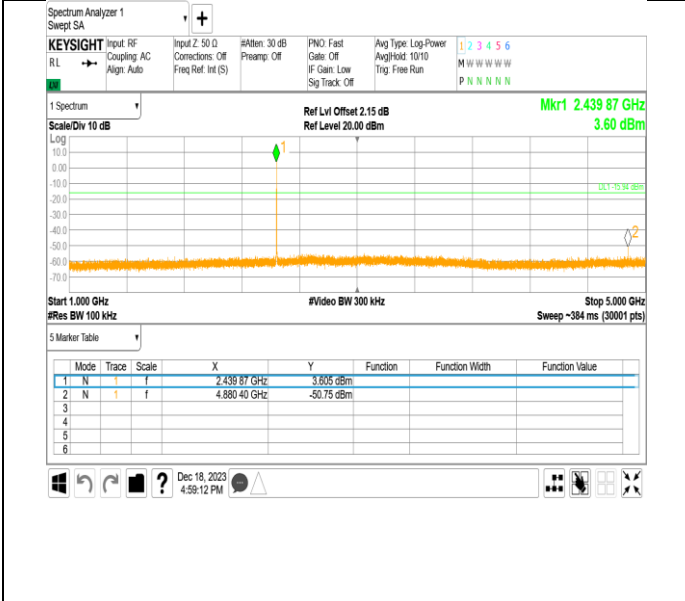 Spectrum Analyzer 1
Swept SA
+
KEYSIGHT
RL
Input: RF
Coupling: AC
Align: Auto
Input Z: 50 Ω
Corrections: Off
Freq Ref: Int (S)
#Atten: 30 dB
Preamp: Off
PNO: Fast
Gate: Off
IF Gain: Low
Sig Track: Off
Avg Type: Log-Power
Avg|Hold: 10/10
Trig: Free Run
1 2 3 4 5 6
M W W W W W
P N N N N N
1 Spectrum
Scale/Div 10 dB
Ref Lvl Offset 2.15 dB
Ref Level 20.00 dBm
Mkr1 2.439 87 GHz
3.60 dBm
Log
10.0
0.00
-10.0
-20.0
-30.0
-40.0
-50.0
-60.0
-70.0
1
DL1 -15.94 dBm
2
Start 1.000 GHz
#Res BW 100 kHz
#Video BW 300 kHz
Stop 5.000 GHz
Sweep ~384 ms (30001 pts)
5 Marker Table
Mode Trace Scale X Y Function Function Width Function Value
1 N 1 f 2.439 87 GHz 3.605 dBm
2 N 1 f 4.880 40 GHz -50.75 dBm
3
4
5
6
?
Dec 18, 2023
4:59:12 PM